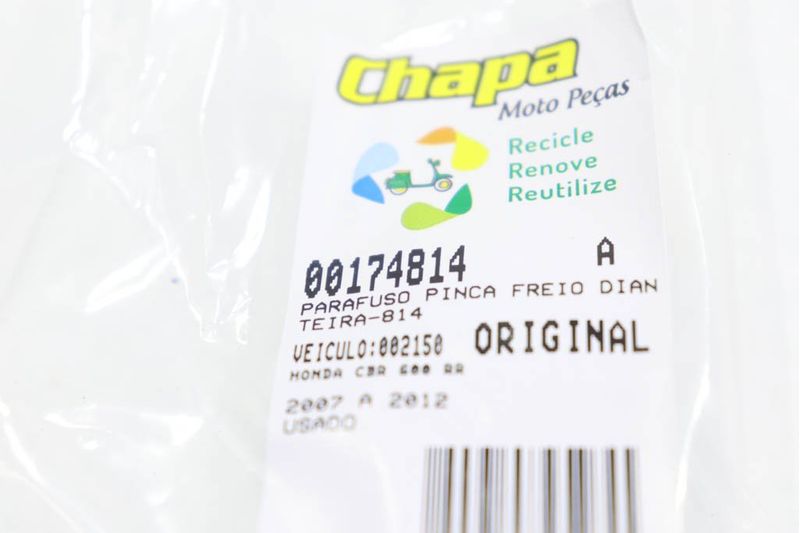 Chapa
Moto Peças
Recicle
Renove
Reutilize
00174814 A
PARAFUSO PINCA FREIO DIAN
TEIRA-814
VEICULO:002150 ORIGINAL
HONDA CBR 600 RR
2007 A 2012
USADO